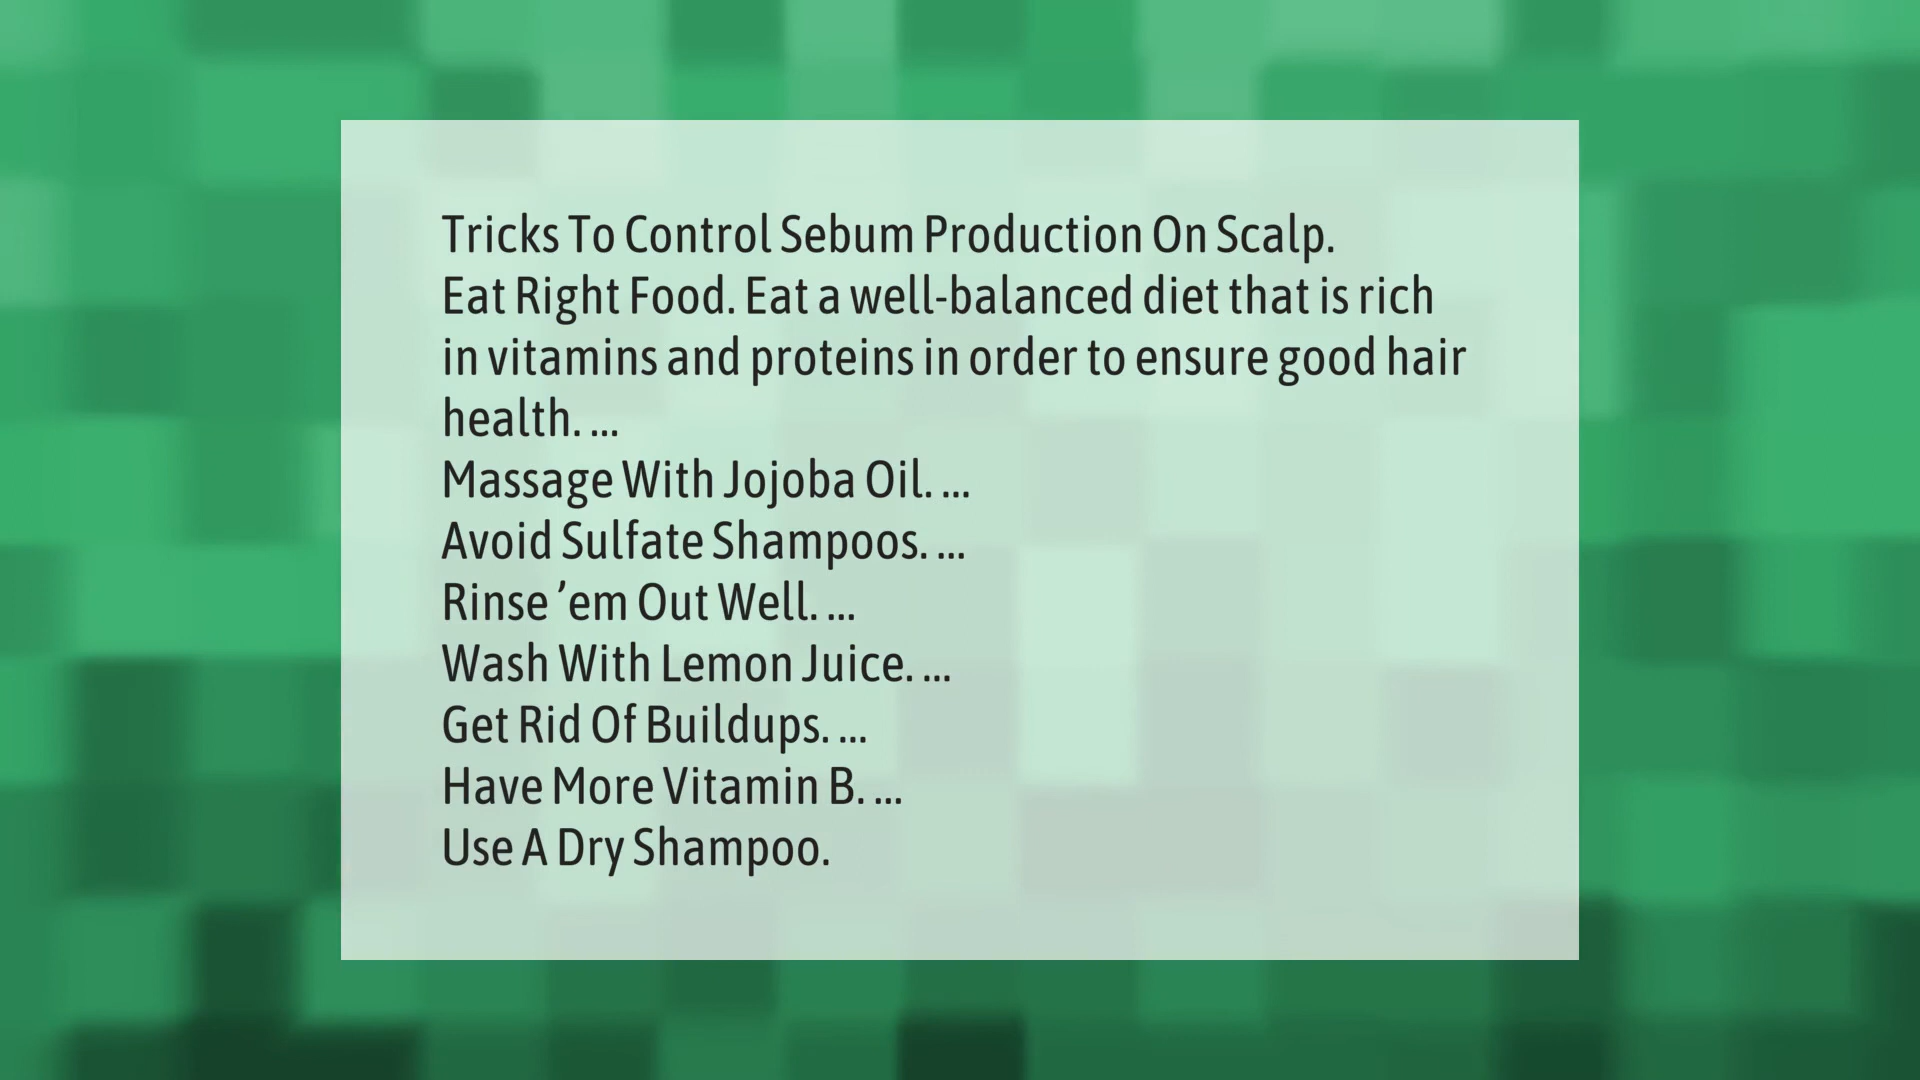 Tricks To Control Sebum Production On Scalp.
Eat Right Food. Eat a well-balanced diet that is rich
in vitamins and proteins in order to ensure good hair
health. ...
Massage With Jojoba Oil. ...
Avoid Sulfate Shampoos. ...
Rinse ’em Out Well. ...
Wash With Lemon Juice. ...
Get Rid Of Buildups. ...
Have More Vitamin B. ...
Use A Dry Shampoo.